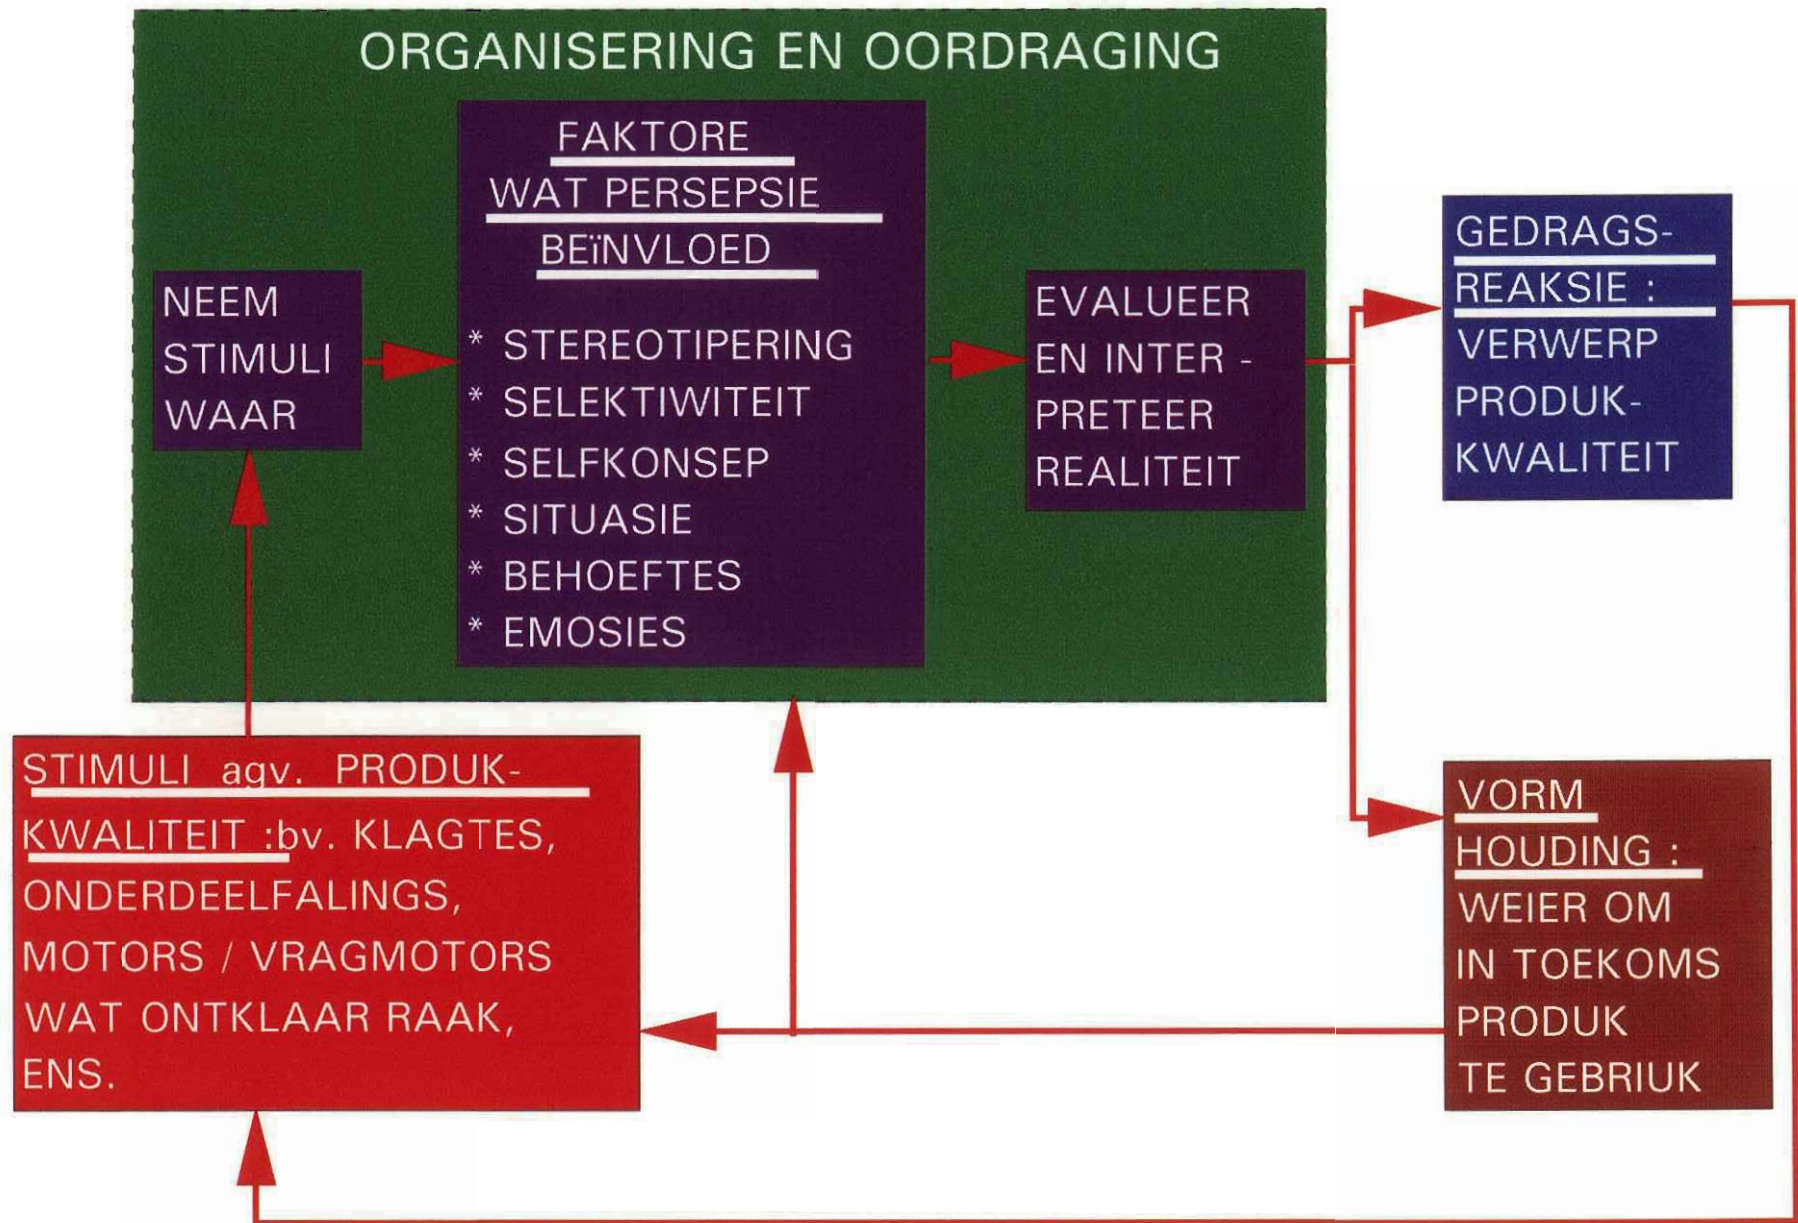 ORGANISERING EN OORDRAGING
FAKTORE
WAT PERSEPSIE
BEïNVLOED
* STEREOTIPERING
* SELEKTIWITEIT
* SELFKONSEP
* SITUASIE
* BEHOEFTES
* EMOSIES
NEEM
STIMULI
WAAR
EVALUEER
EN INTER -
PRETEER
REALITEIT
GEDRAGS-
REAKSIE :
VERWERP
PRODUK-
KWALITEIT
STIMULI agv. PRODUK-
KWALITEIT :bv. KLAGTES,
ONDERDEELFALINGS,
MOTORS / VRAGMOTORS
WAT ONTKLAAR RAAK,
ENS.
VORM
HOUDING :
WEIER OM
IN TOEKOMS
PRODUK
TE GEBRIUK